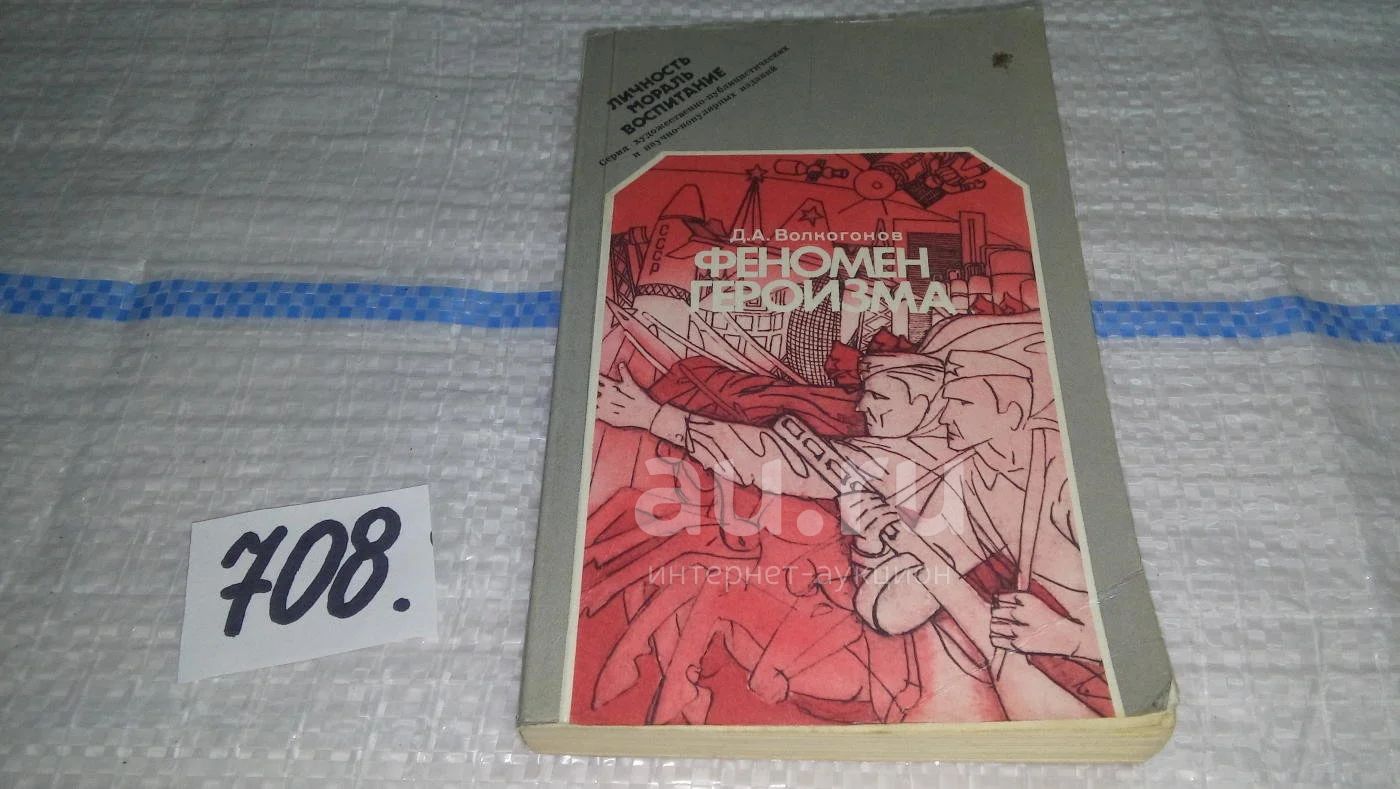 ЛИЧНОСТЬ
МОРАЛЬ
ВОСПИТАНИЕ
Серия художественно-публицистических
и научно-популярных изданий
СССР
Д.А. Волкогонов
ФЕНОМЕН
ГЕРОИЗМА
au.ru
интернет-аукцион
708.